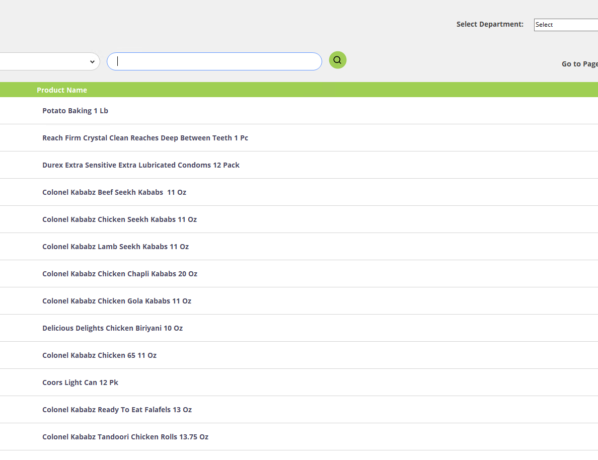 Select Department:
Select
Go to Page
Product Name
Potato Baking 1 Lb
Reach Firm Crystal Clean Reaches Deep Between Teeth 1 Pc
Durex Extra Sensitive Extra Lubricated Condoms 12 Pack
Colonel Kababz Beef Seekh Kababs  11 Oz
Colonel Kababz Chicken Seekh Kababs 11 Oz
Colonel Kababz Lamb Seekh Kababs 11 Oz
Colonel Kababz Chicken Chapli Kababs 20 Oz
Colonel Kababz Chicken Gola Kababs 11 Oz
Delicious Delights Chicken Biriyani 10 Oz
Colonel Kababz Chicken 65 11 Oz
Coors Light Can 12 Pk
Colonel Kababz Ready To Eat Falafels 13 Oz
Colonel Kababz Tandoori Chicken Rolls 13.75 Oz